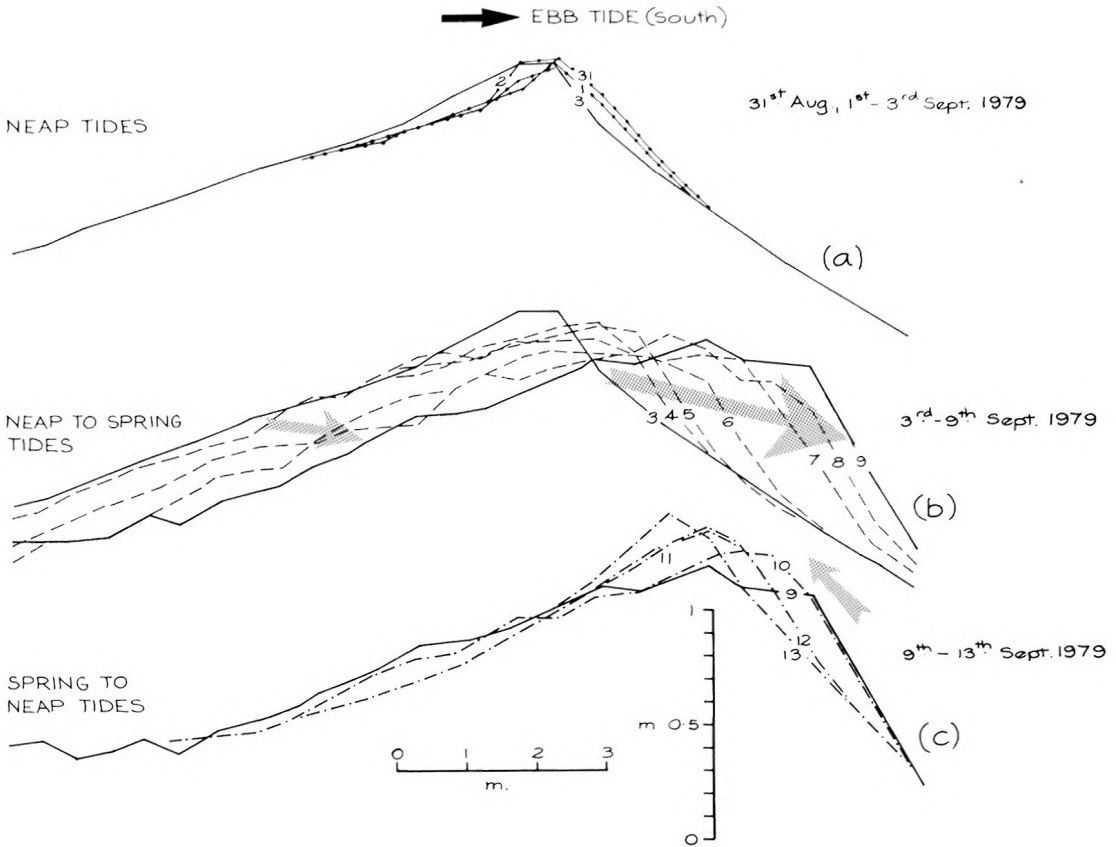 EBB TIDE (South)
2
31
1
3
31st Aug., 1st - 3rd Sept. 1979
NEAP TIDES
(a)
NEAP TO SPRING
TIDES
3 4 5
6
7 8 9
3rd - 9th Sept. 1979
(b)
11
10
9
12
13
9th - 13th Sept. 1979
SPRING TO
NEAP TIDES
(c)
1
m 0.5
0
0 1 2 3
m.